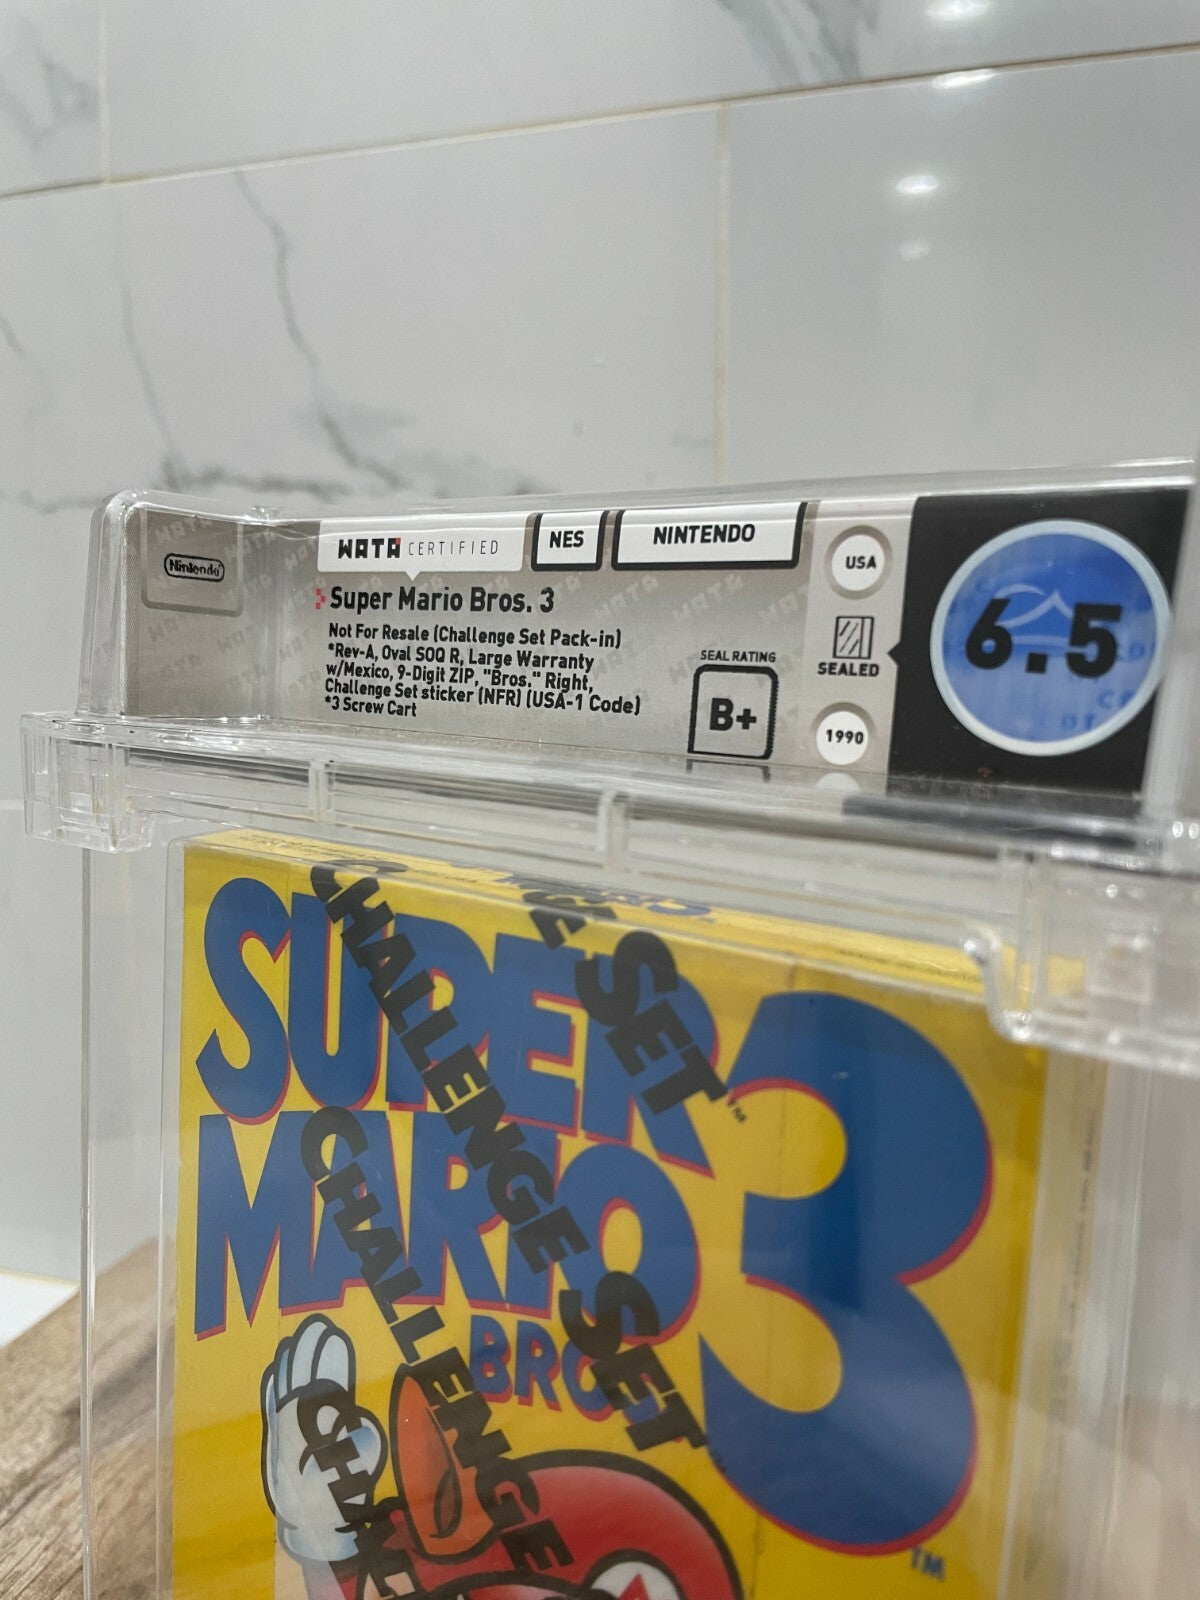 Nintendo
WATA CERTIFIED
NES
NINTENDO
USA
Super Mario Bros. 3
Not For Resale (Challenge Set Pack-in)
*Rev-A, Oval SOQ R, Large Warranty
w/Mexico, 9-Digit ZIP, "Bros." Right,
Challenge Set sticker (NFR) (USA-1 Code)
*3 Screw Cart
SEAL RATING
B+
SEALED
1990
6.5
CHALLENGE SET
SET
SUPER
MARIO
BROS
3
TM
CHALLENGE
TM